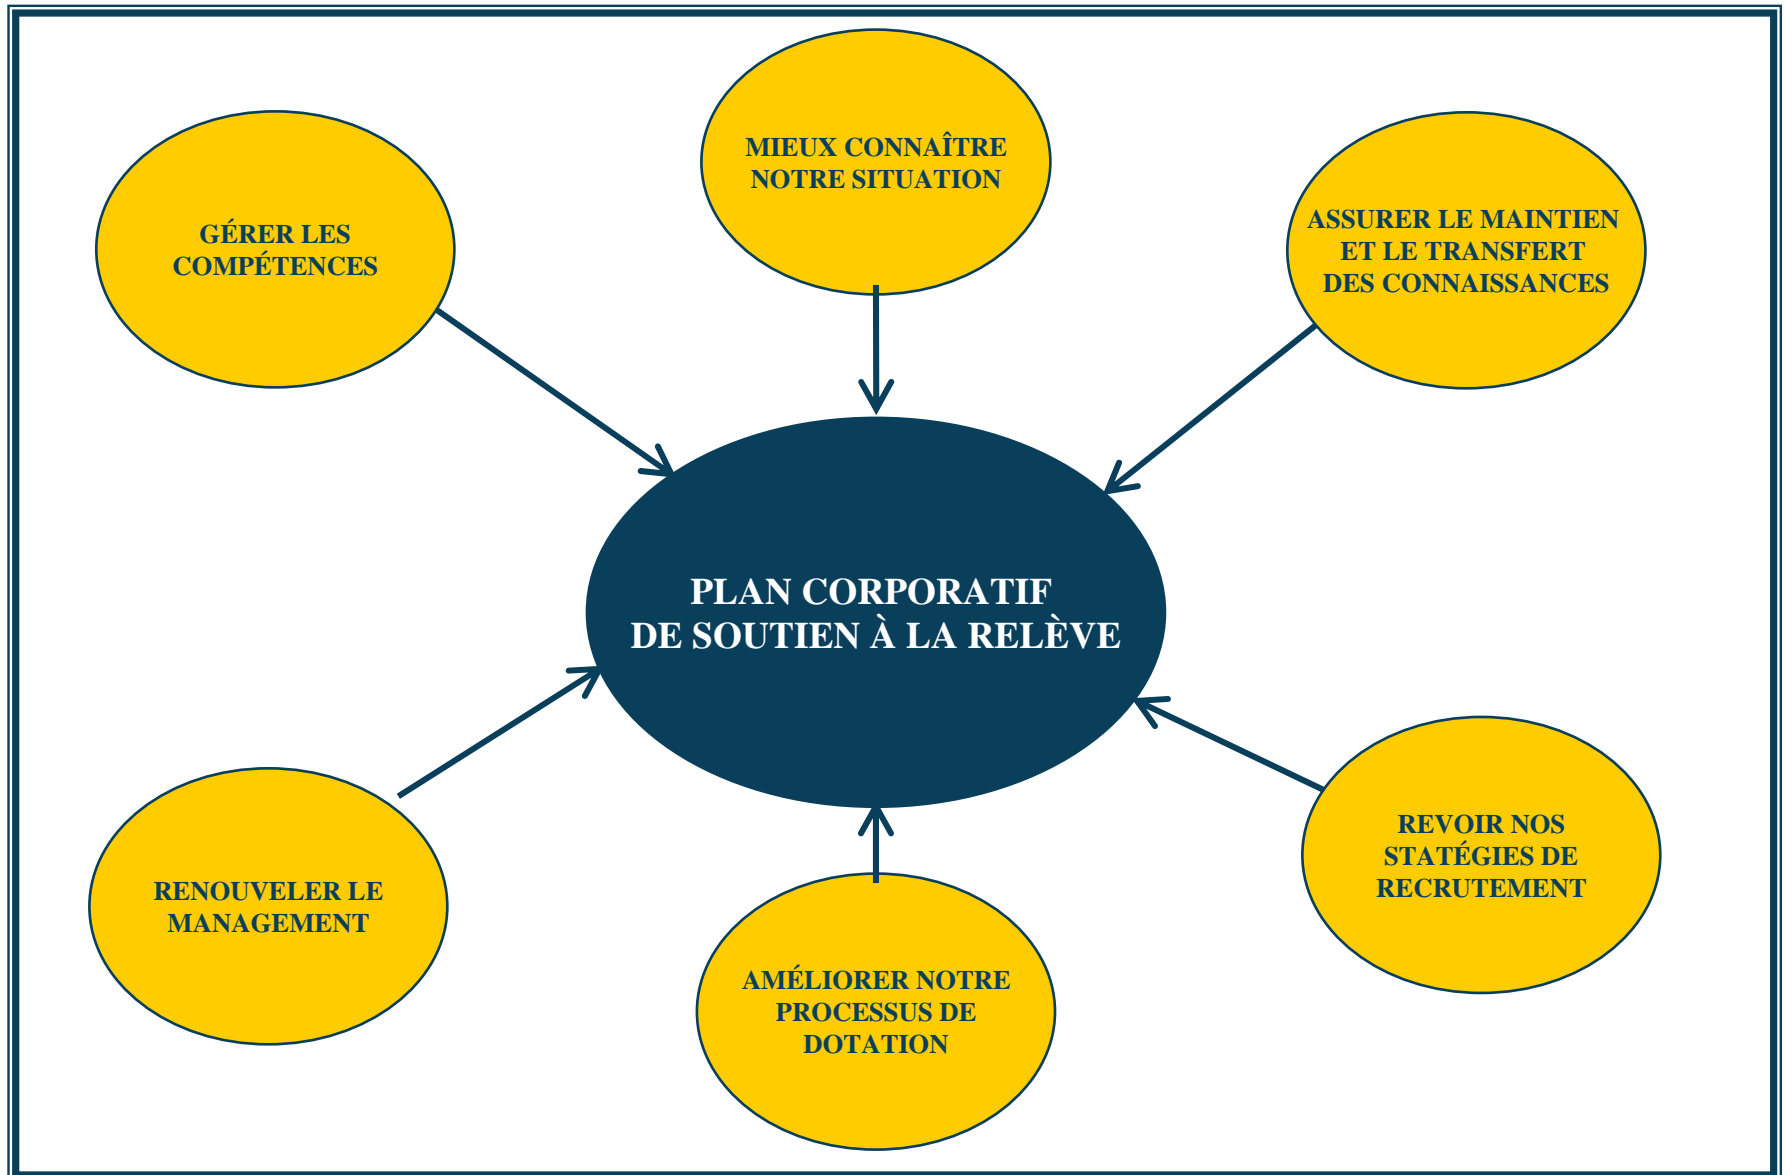 MIEUX CONNAÎTRE
NOTRE SITUATION
GÉRER LES
COMPÉTENCES
ASSURER LE MAINTIEN
ET LE TRANSFERT
DES CONNAISSANCES
PLAN CORPORATIF
DE SOUTIEN À LA RELÈVE
RENOUVELER LE
MANAGEMENT
REVOIR NOS
STATÉGIES DE
RECRUTEMENT
AMÉLIORER NOTRE
PROCESSUS DE
DOTATION